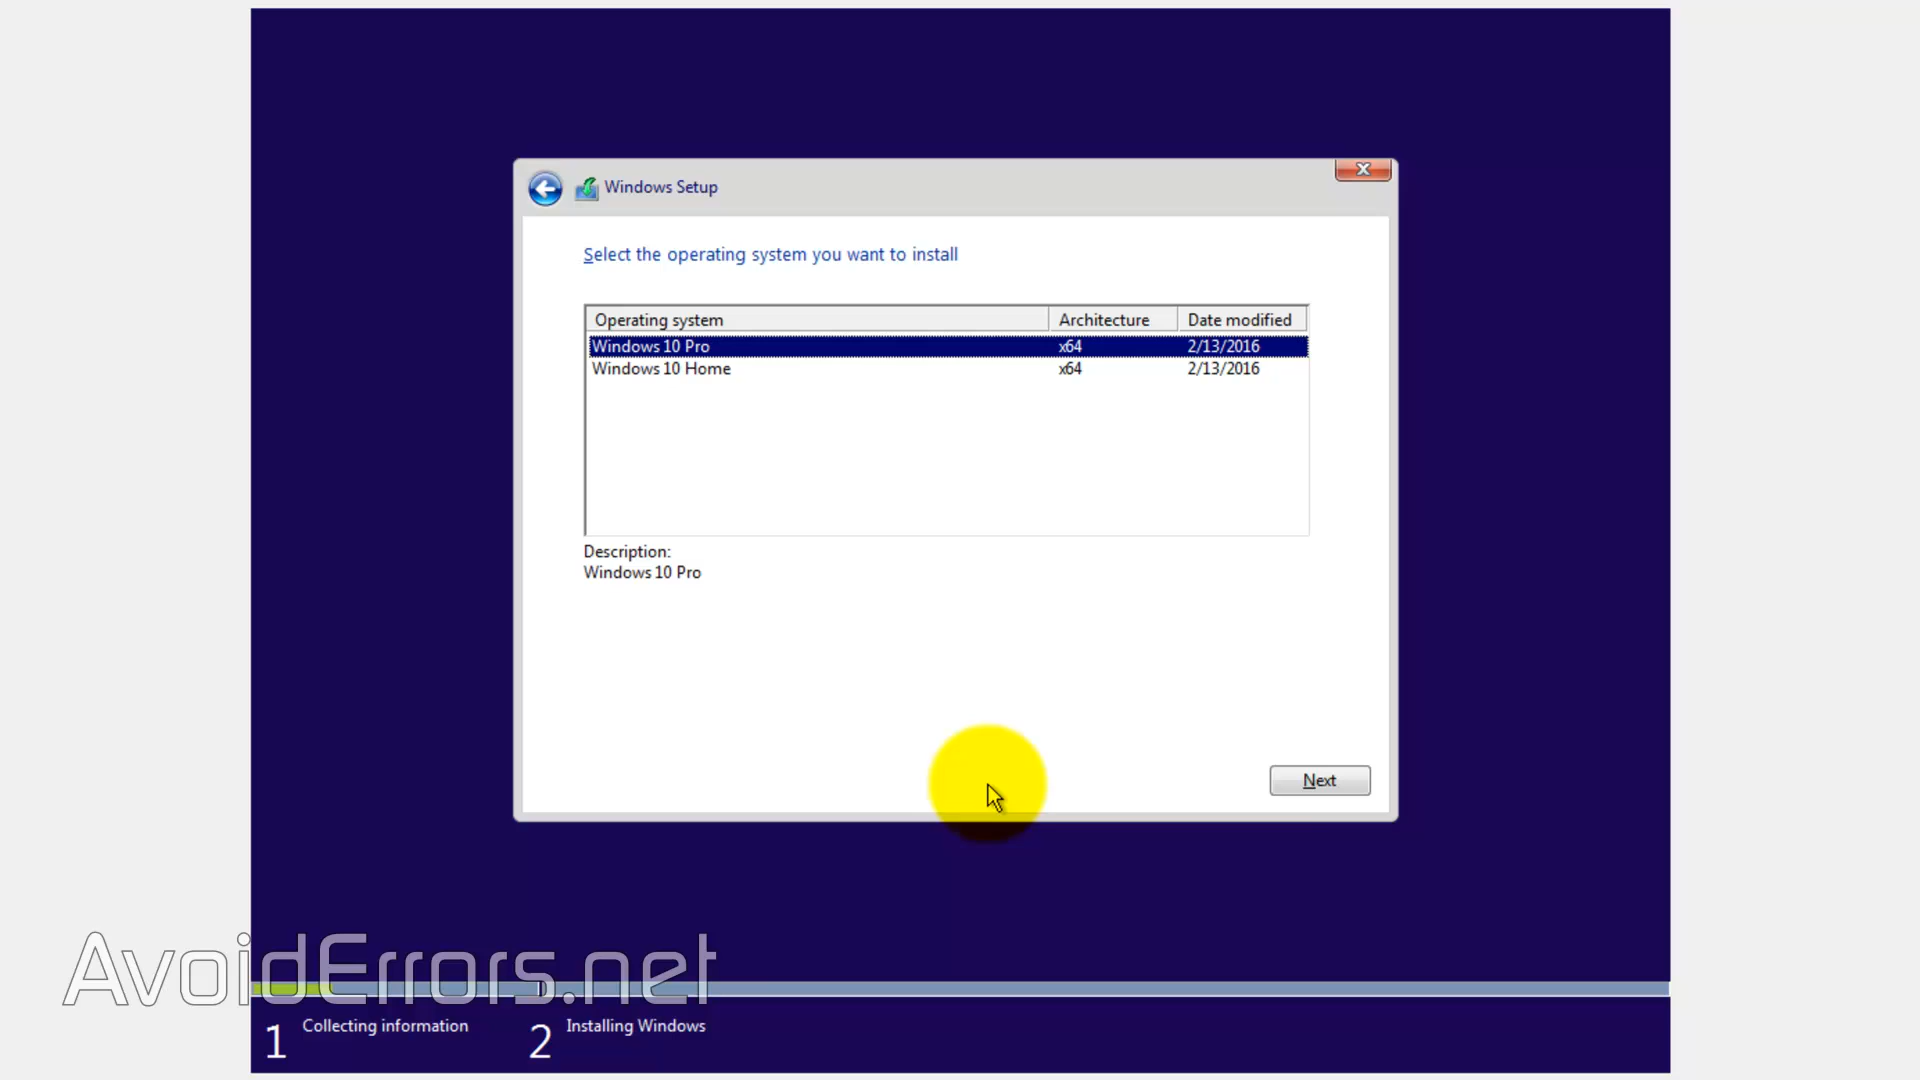 Windows Setup
Select the operating system you want to install
Operating system Architecture Date modified
Windows 10 Pro x64 2/13/2016
Windows 10 Home x64 2/13/2016
Description:
Windows 10 Pro
Next
AvoidErrors.net
1 Collecting information 2 Installing Windows